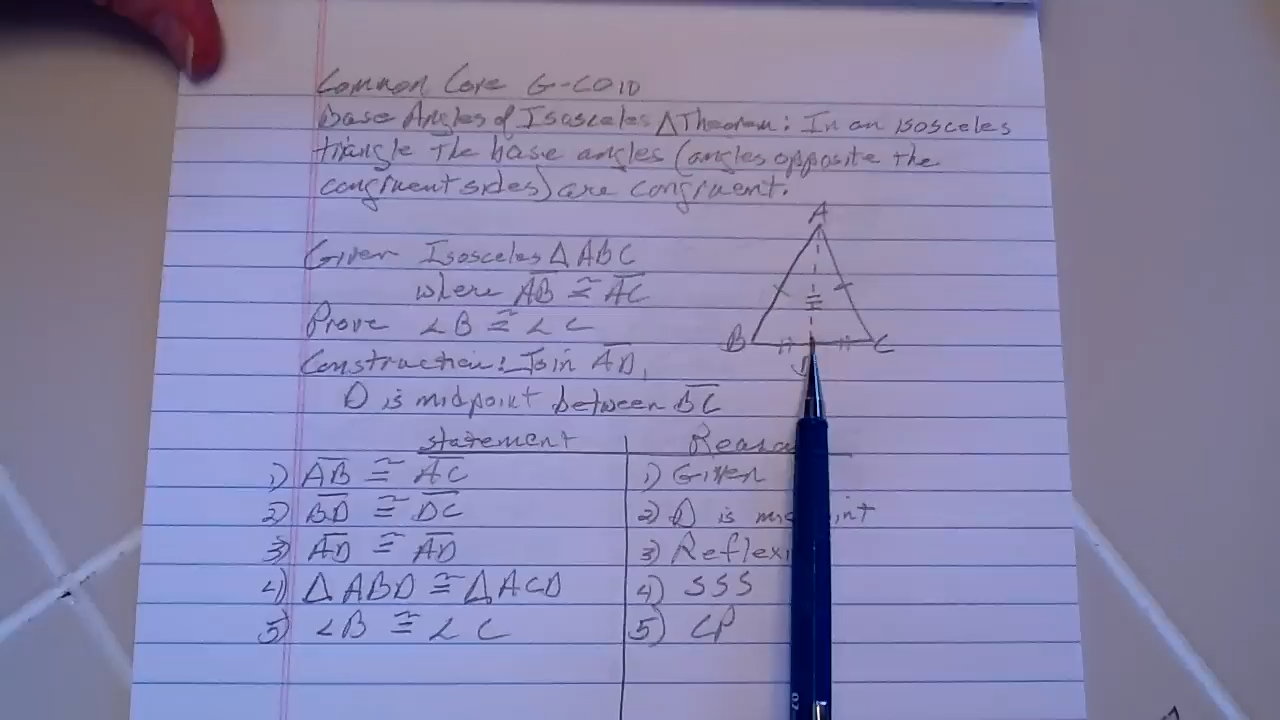 Common Core G-CO10
Base Angles of Isosceles Δ Theorem: In an isosceles
triangle The base angles (angles opposite the
congruent sides) are congruent.
A
Given Isosceles Δ ABC
where AB ≅ AC
Prove ∠B ≅ ∠C
B C
Construction: Join AD,
D
D is midpoint between BC
statement
1) AB ≅ AC 1) Given
2) BD ≅ DC 2) D is
3) AD ≅ AD 3)
4) Δ ABD ≅ Δ ACD 4) SSS
5) ∠B ≅ ∠C 5) CP